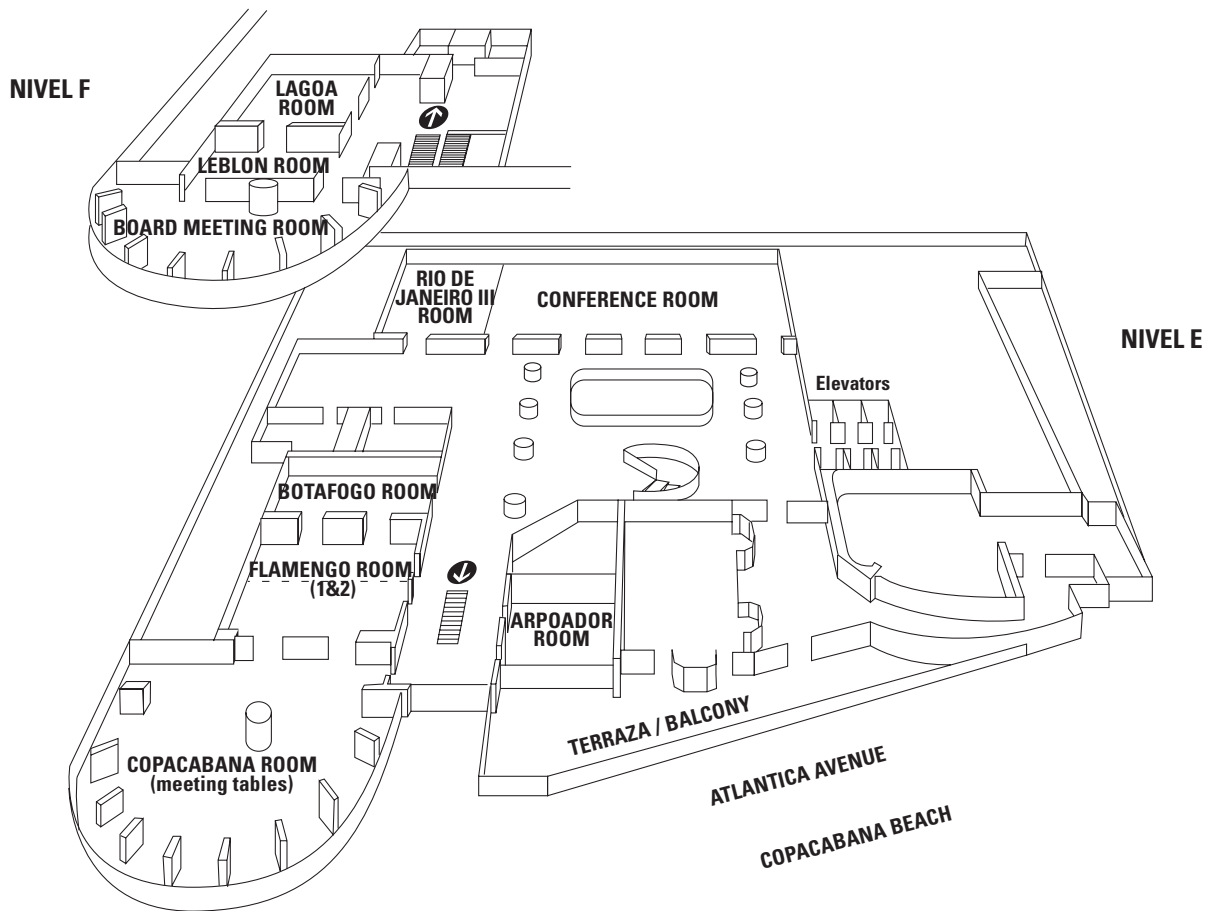 NIVEL F
LAGOA
ROOM
LEBLON ROOM
BOARD MEETING ROOM
RIO DE
JANEIRO III
ROOM
CONFERENCE ROOM
NIVEL E
Elevators
BOTAFOGO ROOM
FLAMENGO ROOM
(1&2)
ARPOADOR
ROOM
COPACABANA ROOM
(meeting tables)
TERRAZA / BALCONY
ATLANTICA AVENUE
COPACABANA BEACH